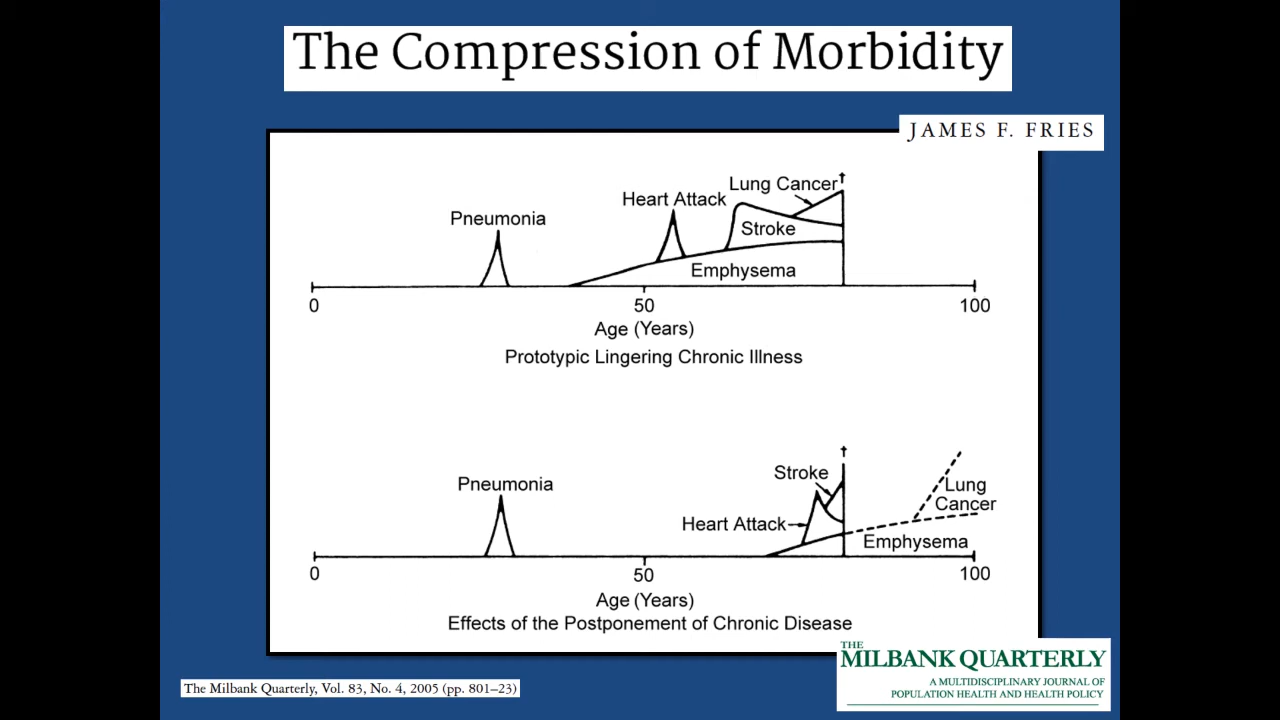 The Compression of Morbidity
JAMES F. FRIES
Lung Cancer†
Heart Attack
Pneumonia
Stroke
Emphysema
0
50
100
Age (Years)
Prototypic Lingering Chronic Illness
†
Stroke
Pneumonia
Lung
Cancer
Heart Attack
Emphysema
0
50
100
Age (Years)
Effects of the Postponement of Chronic Disease
THE
MILBANK QUARTERLY
A MULTIDISCIPLINARY JOURNAL OF
POPULATION HEALTH AND HEALTH POLICY
The Milbank Quarterly, Vol. 83, No. 4, 2005 (pp. 801–23)